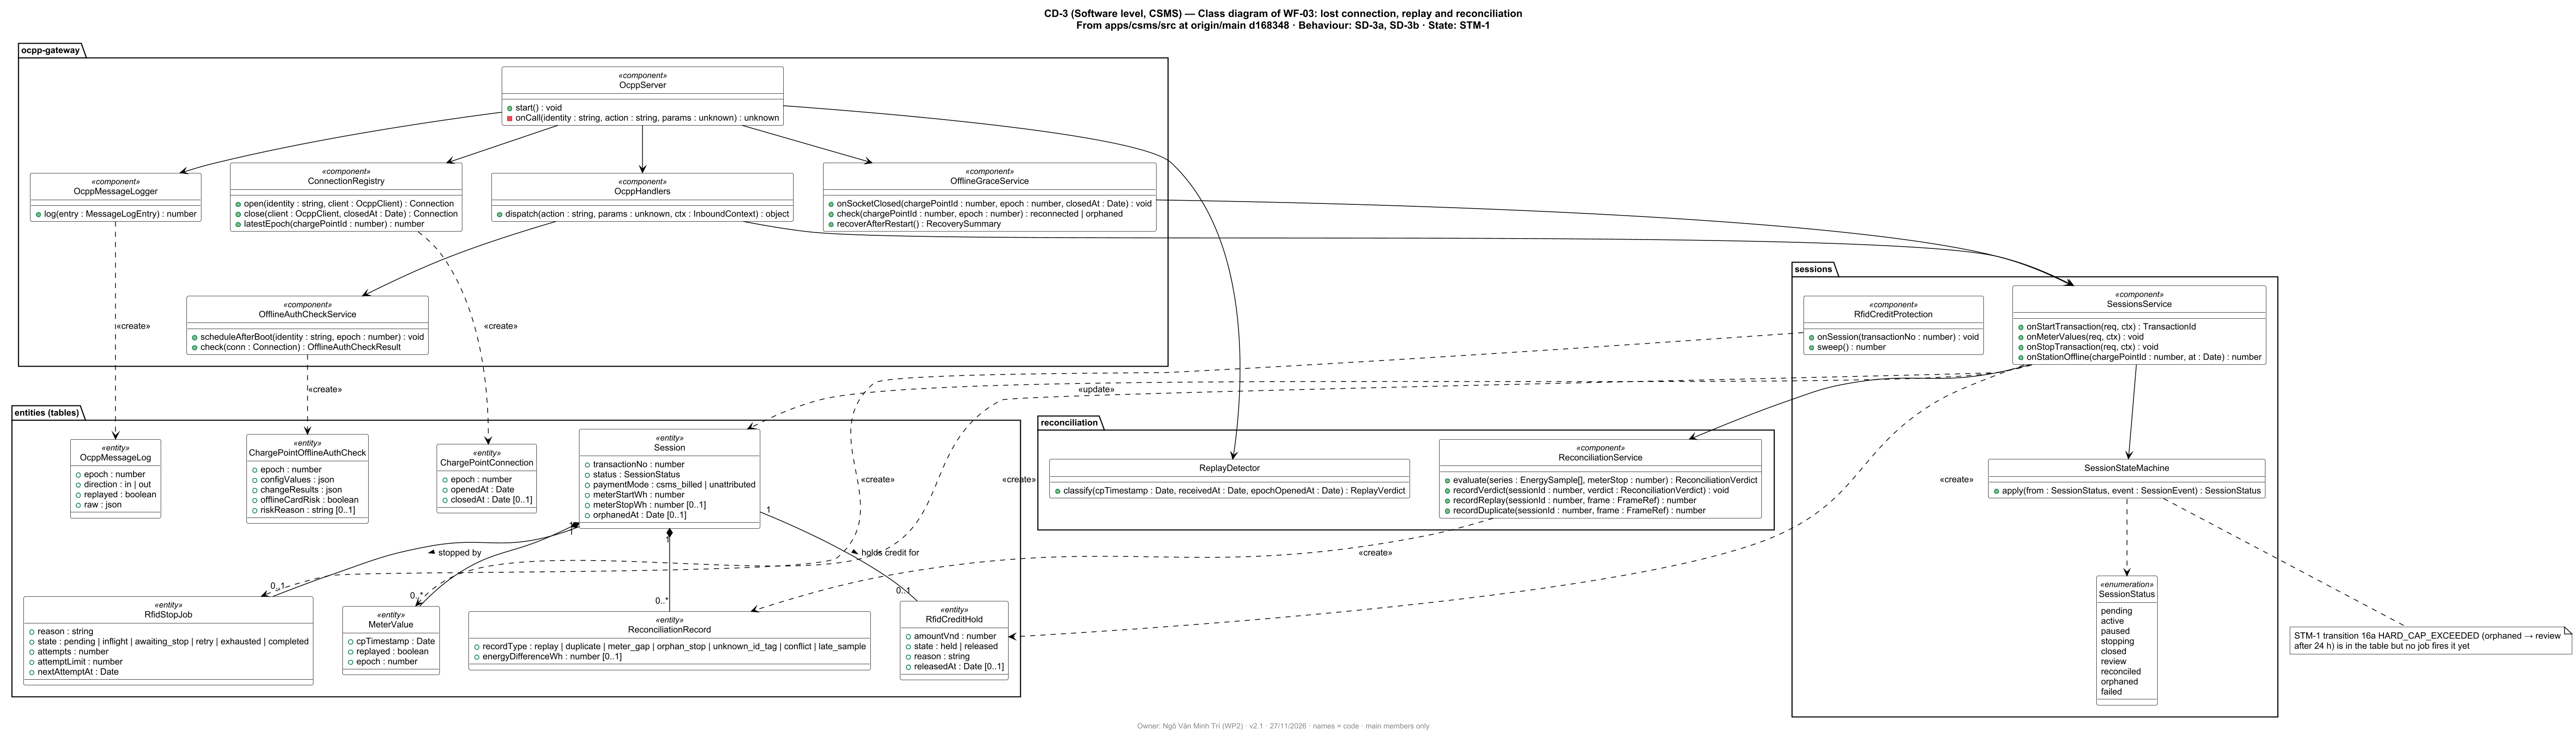 CD-3 (Software level, CSMS) — Class diagram of WF-03: lost connection, replay and reconciliation
From apps/csms/src at origin/main d168348 · Behaviour: SD-3a, SD-3b · State: STM-1
ocpp-gateway
«component»
OcppServer
start() : void
onCall(identity : string, action : string, params : unknown) : unknown
«component»
OcppMessageLogger
log(entry : MessageLogEntry) : number
«component»
ConnectionRegistry
open(identity : string, client : OcppClient) : Connection
close(client : OcppClient, closedAt : Date) : Connection
latestEpoch(chargePointId : number) : number
«component»
OcppHandlers
dispatch(action : string, params : unknown, ctx : InboundContext) : object
«component»
OfflineGraceService
onSocketClosed(chargePointId : number, epoch : number, closedAt : Date) : void
check(chargePointId : number, epoch : number) : reconnected | orphaned
recoverAfterRestart() : RecoverySummary
«component»
OfflineAuthCheckService
scheduleAfterBoot(identity : string, epoch : number) : void
check(conn : Connection) : OfflineAuthCheckResult
sessions
«component»
RfidCreditProtection
onSession(transactionNo : number) : void
sweep() : number
«component»
SessionsService
onStartTransaction(req, ctx) : TransactionId
onMeterValues(req, ctx) : void
onStopTransaction(req, ctx) : void
onStationOffline(chargePointId : number, at : Date) : number
«create»
«create»
«create»
«update»
entities (tables)
«entity»
OcppMessageLog
epoch : number
direction : in | out
replayed : boolean
raw : json
«entity»
ChargePointOfflineAuthCheck
epoch : number
configValues : json
changeResults : json
offlineCardRisk : boolean
riskReason : string [0..1]
«entity»
ChargePointConnection
epoch : number
openedAt : Date
closedAt : Date [0..1]
«entity»
Session
transactionNo : number
status : SessionStatus
paymentMode : csms_billed | unattributed
meterStartWh : number
meterStopWh : number [0..1]
orphanedAt : Date [0..1]
«create»
«create»
reconciliation
ReplayDetector
classify(cpTimestamp : Date, receivedAt : Date, epochOpenedAt : Date) : ReplayVerdict
«component»
ReconciliationService
evaluate(series : EnergySample[], meterStop : number) : ReconciliationVerdict
recordVerdict(sessionId : number, verdict : ReconciliationVerdict) : void
recordReplay(sessionId : number, frame : FrameRef) : number
recordDuplicate(sessionId : number, frame : FrameRef) : number
«create»
SessionStateMachine
apply(from : SessionStatus, event : SessionEvent) : SessionStatus
1
1
1
stopped by
holds credit for
«create»
0..1
0..*
0..*
0..1
«entity»
RfidStopJob
reason : string
state : pending | inflight | awaiting_stop | retry | exhausted | completed
attempts : number
attemptLimit : number
nextAttemptAt : Date
«entity»
MeterValue
cpTimestamp : Date
replayed : boolean
epoch : number
«entity»
ReconciliationRecord
recordType : replay | duplicate | meter_gap | orphan_stop | unknown_id_tag | conflict | late_sample
energyDifferenceWh : number [0..1]
«entity»
RfidCreditHold
amountVnd : number
state : held | released
reason : string
releasedAt : Date [0..1]
«enumeration»
SessionStatus
pending
active
paused
stopping
closed
review
reconciled
orphaned
failed
STM-1 transition 16a HARD_CAP_EXCEEDED (orphaned → review
after 24 h) is in the table but no job fires it yet
Owner: Ngô Văn Minh Trí (WP2) · v2.1 · 27/11/2026 · names = code · main members only